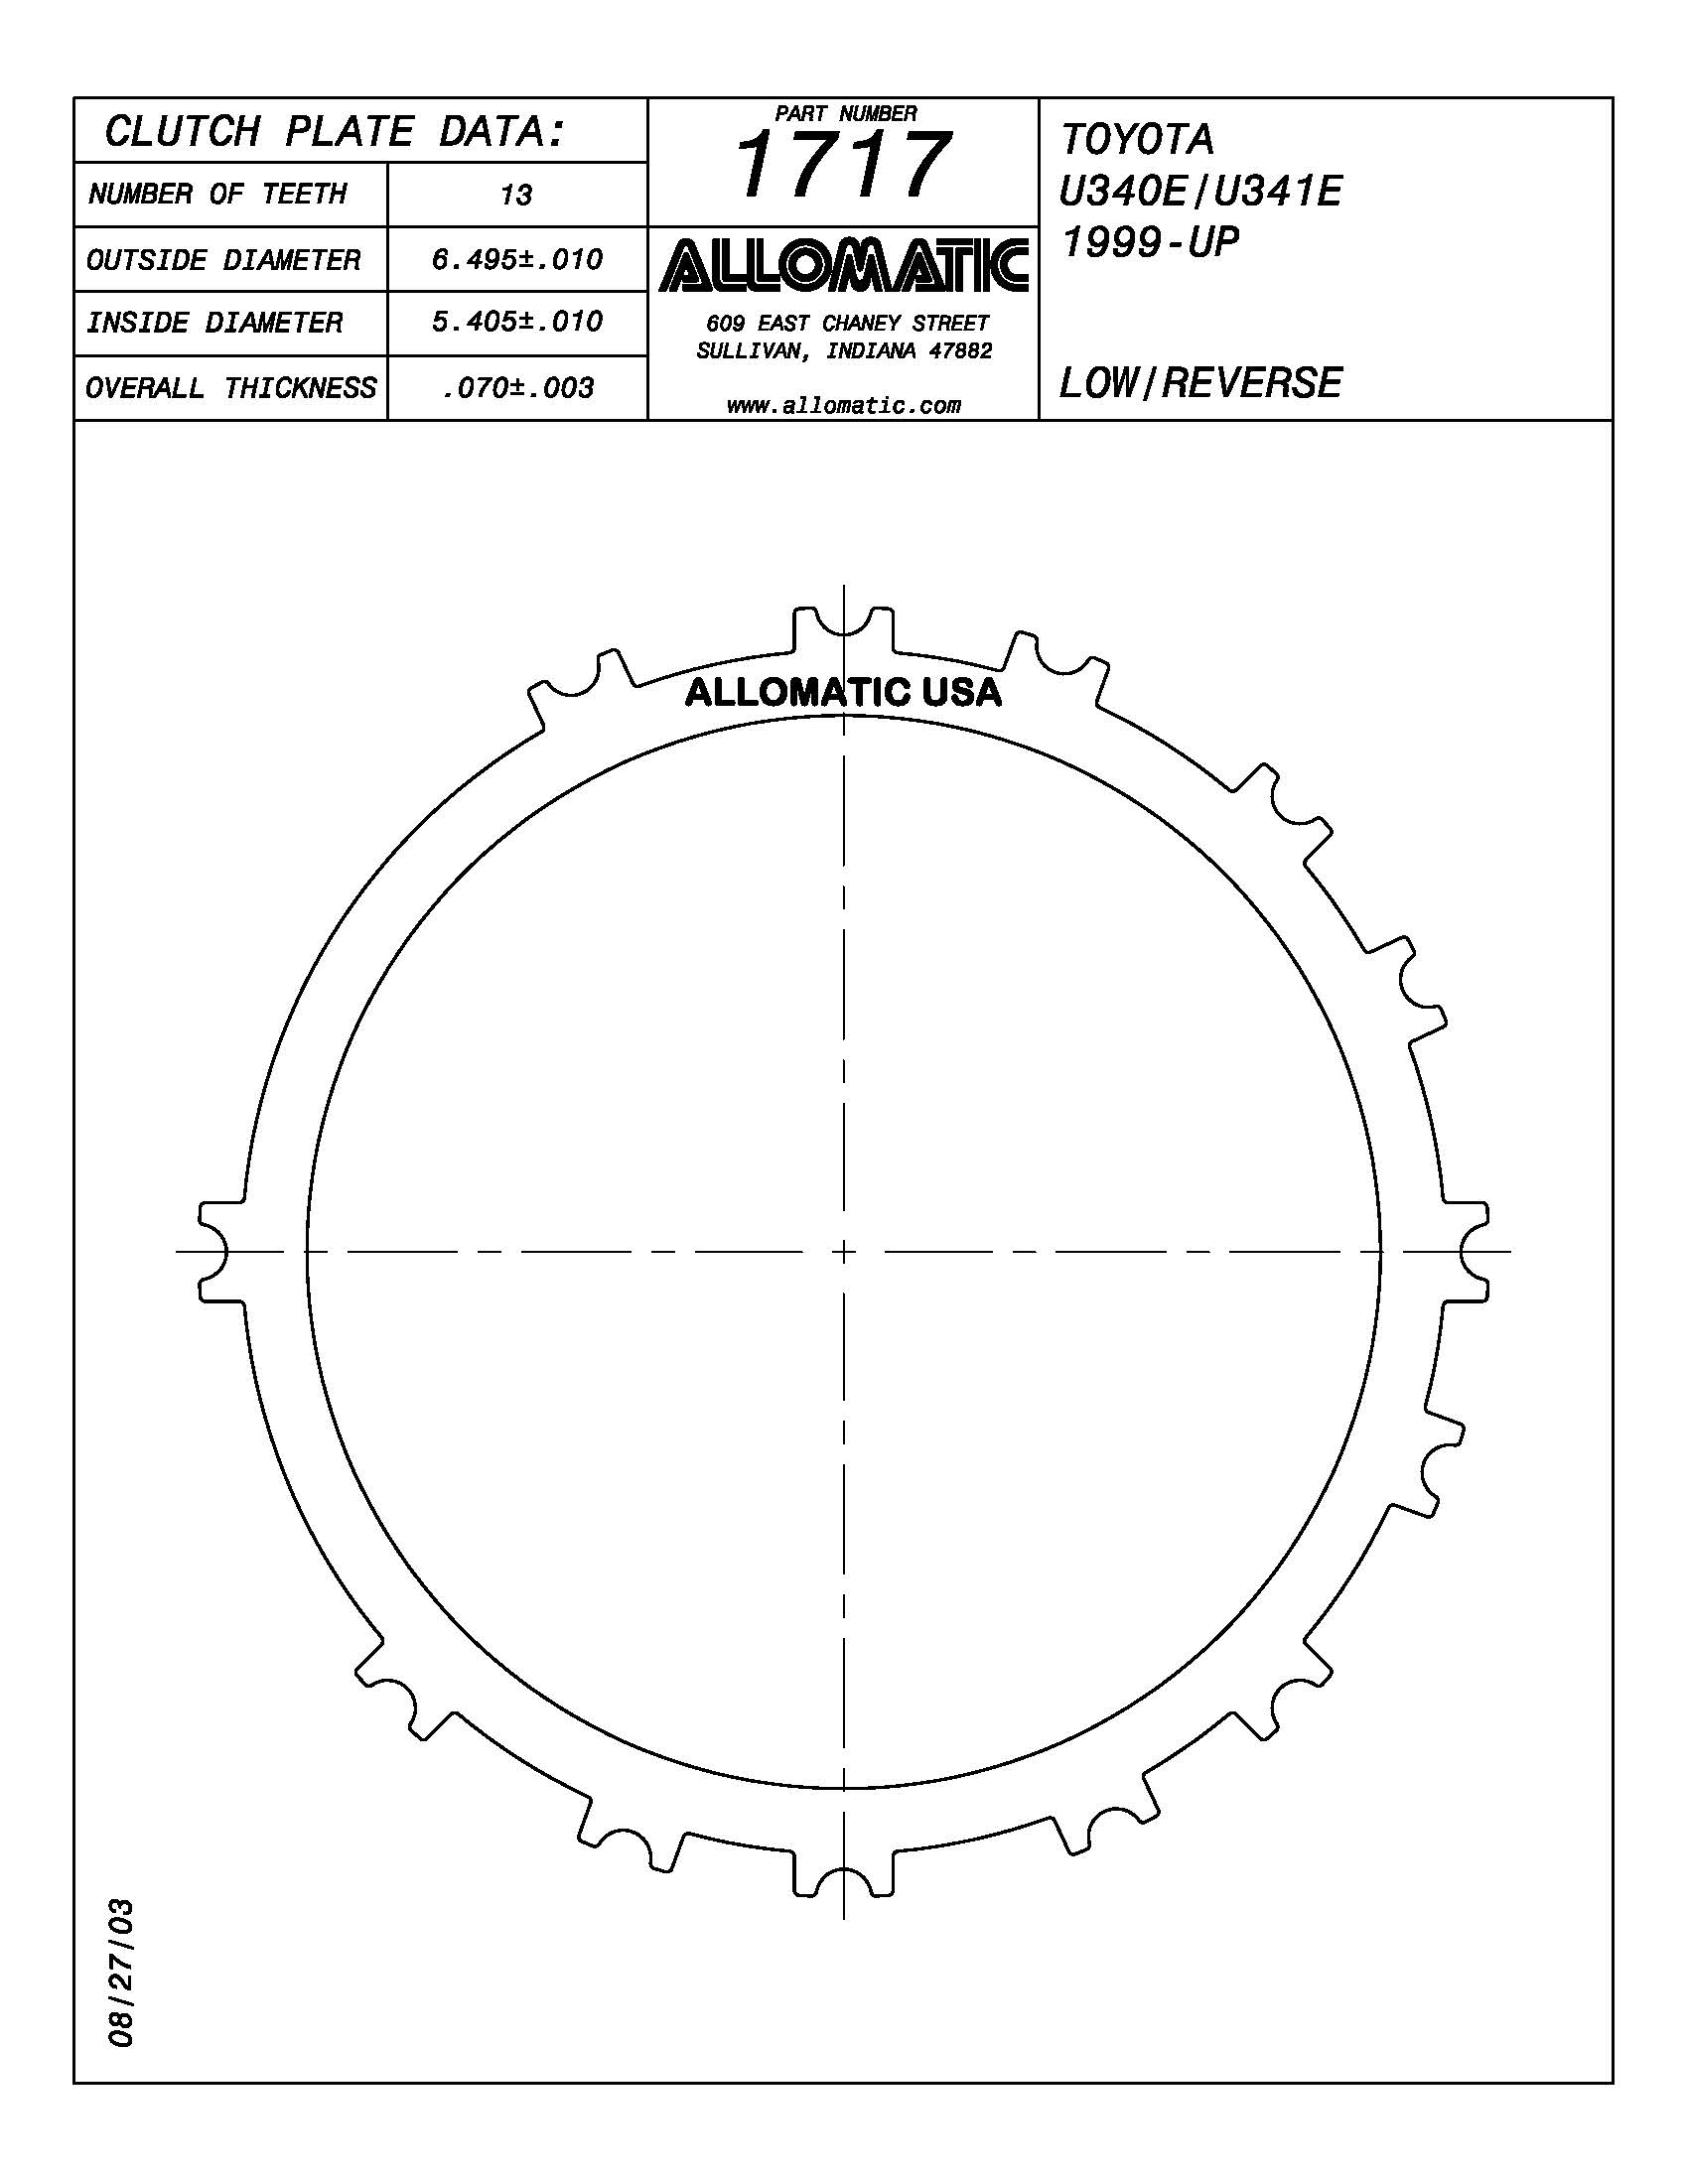 CLUTCH PLATE DATA:
NUMBER OF TEETH 13
OUTSIDE DIAMETER 6.495±.010
INSIDE DIAMETER 5.405±.010
OVERALL THICKNESS .070±.003
PART NUMBER
1717
ALLOMATIC
609 EAST CHANEY STREET
SULLIVAN, INDIANA 47882
www.allomatic.com
TOYOTA
U340E/U341E
1999-UP
LOW/REVERSE
ALLOMATIC USA
08/27/03